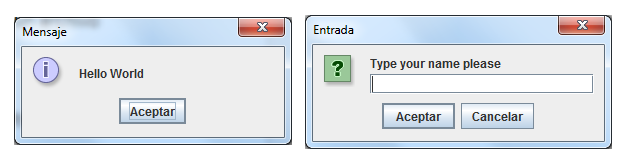 Mensaje
Hello World
Aceptar
Entrada
Type your name please
Aceptar Cancelar